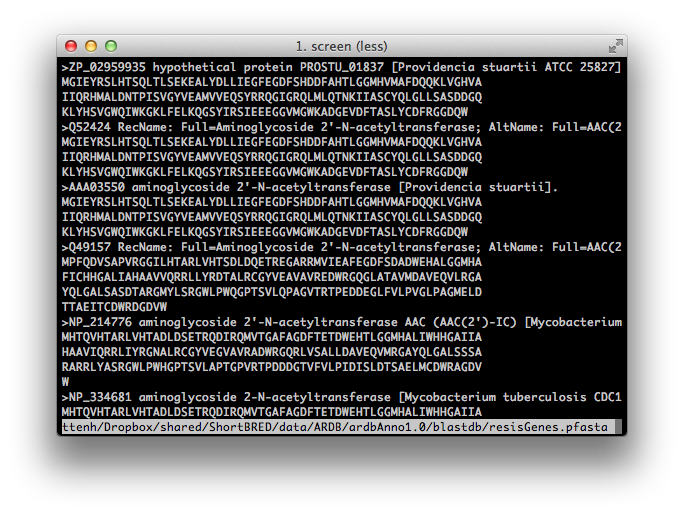 1. screen (less)
>ZP_02959935 hypothetical protein PROSTU_01837 [Providencia stuartii ATCC 25827]
MGIEYRSLHTSQLTLSEKEALYDLLIEGFEGDFSHDDFAHTLGGMHVMAFDQQKLVGHVA
IIQRHMALDNTPISVGYVEAMVVEQSYRRQGIGRQLMLQTNKIIASCYQLGLLSASDDGQ
KLYHSVGWQIWKGKLFELKQGSYIRSIEEEGGVMGWKADGEVDFTASLYCDFRGGDQW
>Q52424 RecName: Full=Aminoglycoside 2'-N-acetyltransferase; AltName: Full=AAC(2
MGIEYRSLHTSQLTLSEKEALYDLLIEGFEGDFSHDDFAHTLGGMHVMAFDQQKLVGHVA
IIQRHMALDNTPISVGYVEAMVVEQSYRRQGIGRQLMLQTNKIIASCYQLGLLSASDDGQ
KLYHSVGWQIWKGKLFELKQGSYIRSIEEEGGVMGWKADGEVDFTASLYCDFRGGDQW
>AAA03550 aminoglycoside 2'-N-acetyltransferase [Providencia stuartii].
MGIEYRSLHTSQLTLSEKEALYDLLIEGFEGDFSHDDFAHTLGGMHVMAFDQQKLVGHVA
IIQRHMALDNTPISVGYVEAMVVEQSYRRQGIGRQLMLQTNKIIASCYQLGLLSASDDGQ
KLYHSVGWQIWKGKLFELKQGSYIRSIEEEGGVMGWKADGEVDFTASLYCDFRGGDQW
>Q49157 RecName: Full=Aminoglycoside 2'-N-acetyltransferase; AltName: Full=AAC(2
MPFQDVSAPVRGGILHTARLVHTSDLDQETREGARRMVIEAFEGDFSDADWEHALGGMHA
FICHHGALIAHAAVVQRRLLYRDTALRCGYVEAVAVREDWRGQGLATAVMDAVEQVLRGA
YQLGALSASDTARGMYLSRGWLPWQGPTSVLQPAGVTRTPEDDEGLFVLPVGLPAGMELD
TTAEITCDWRDGDVW
>NP_214776 aminoglycoside 2'-N-acetyltransferase AAC (AAC(2')-IC) [Mycobacterium
MHTQVHTARLVHTADLDSETRQDIRQMVTGAFAGDFTETDWEHTLGGMHALIWHHGAIIA
HAAVIQRRLIYRGNALRCGYVEGVAVRADWRGQRLVSALLDAVEQVMRGAYQLGALSSSA
RARRLYASRGWLPWHGPTSVLAPTGPVRTPDDDGTVFVLPIDISLDTSAELMCDWRAGDV
W
>NP_334681 aminoglycoside 2-N-acetyltransferase [Mycobacterium tuberculosis CDC1
MHTQVHTARLVHTADLDSETRQDIRQMVTGAFAGDFTETDWEHTLGGMHALIWHHGAIIA
ttenh/Dropbox/shared/ShortBRED/data/ARDB/ardbAnno1.0/blastdb/resisGenes.pfasta